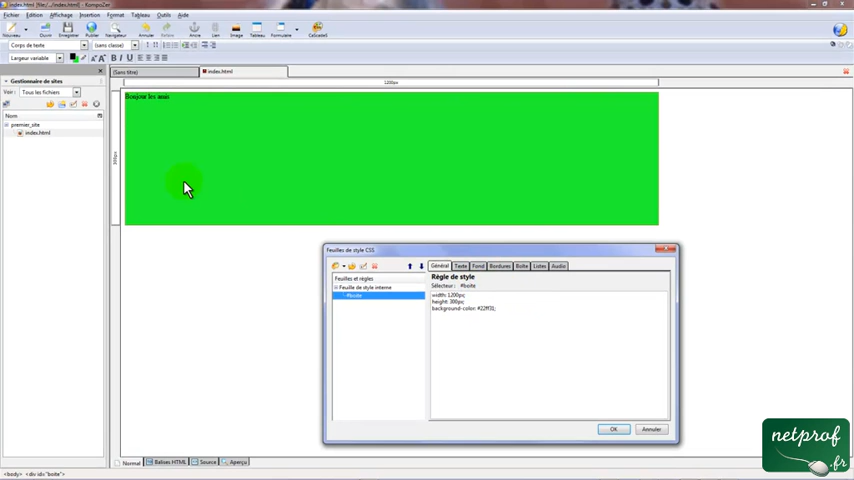 index.html [file:/.../index.html] - KompoZer
Fichier Edition Affichage Insertion Format Tableau Outils Aide
Nouveau Ouvrir Enregistrer Publier Navigateur Annuler Refaire Ancre Lien Image Tableau Formulaire CaScadeS
Corps de texte (sans classe)
Largeur variable
Gestionnaire de sites
(Sans titre) index.html
1200px
Voir : Tous les fichiers
Nom
premier_site
index.html
300px
Bonjour les amis
Feuilles de style CSS
Général Texte Fond Bordures Boîte Listes Audio
Feuilles et règles
Feuille de style interne
#boite
Règle de style
Sélecteur : #boite
width: 1200px;
height: 300px;
background-color: #22ff31;
OK Annuler
Normal Balises HTML Source Aperçu
<body> <div id="boite">
netprof
.fr